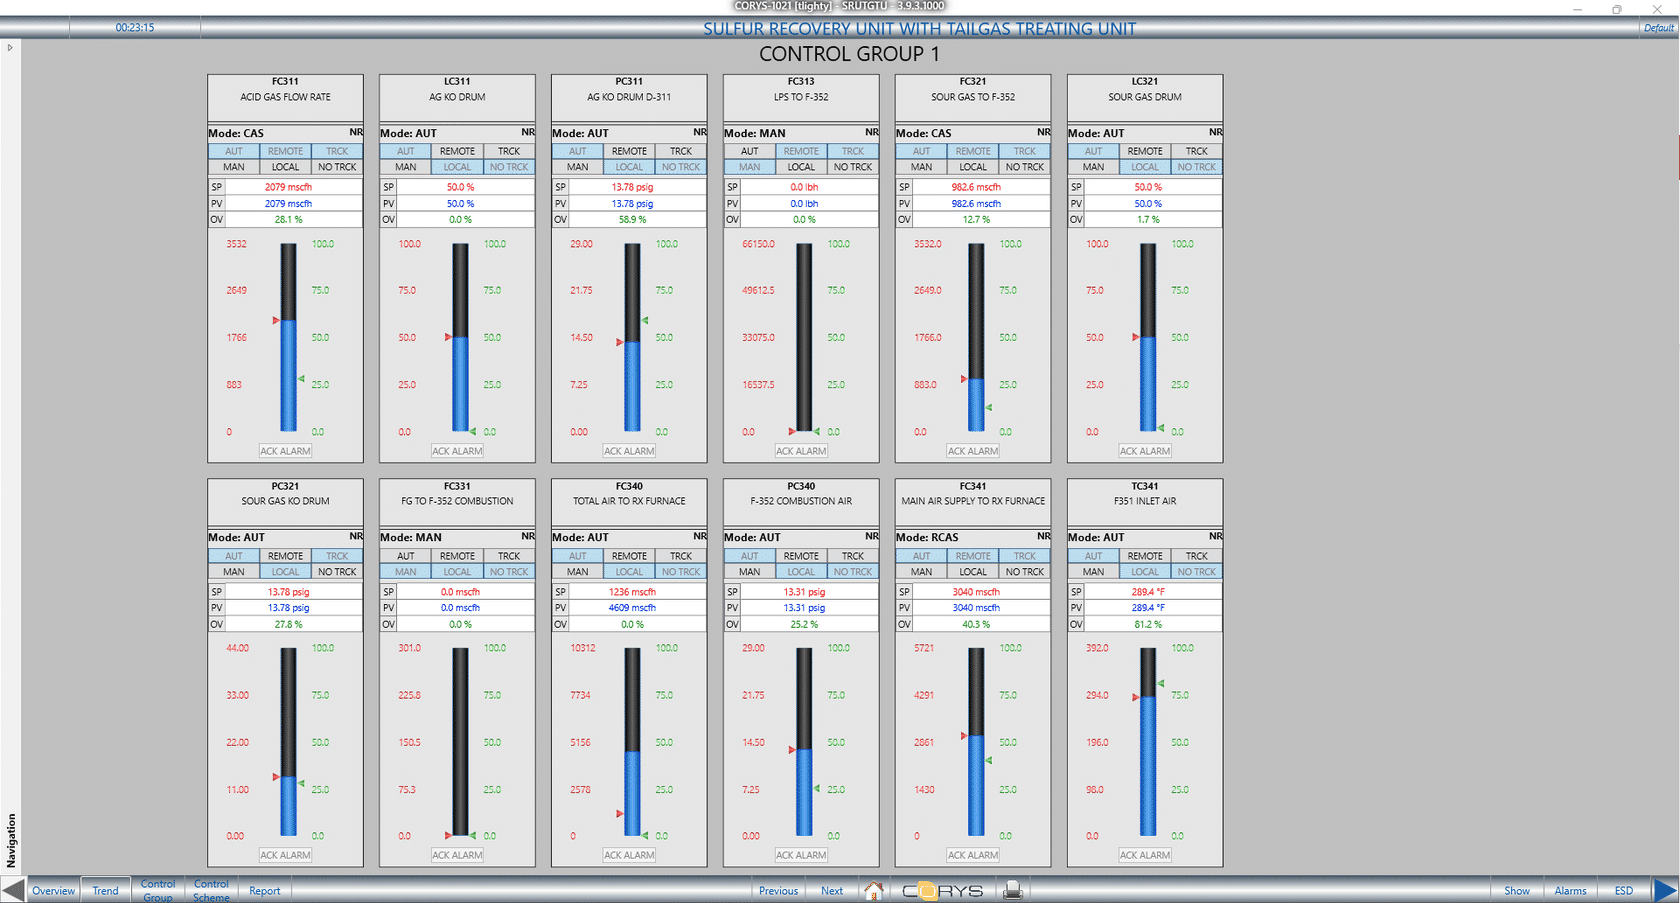 CORYS-1021 [tlighty] - SRUTGTU - 3.9.3.1000
00:23:15
SULFUR RECOVERY UNIT WITH TAILGAS TREATING UNIT
Default
CONTROL GROUP 1
FC311
ACID GAS FLOW RATE
Mode: CAS NR
AUT REMOTE TRCK
MAN LOCAL NO TRCK
SP 2079 mscfh
PV 2079 mscfh
OV 28.1 %
3532 100.0
2649 75.0
1766 50.0
883 25.0
0 0.0
ACK ALARM
LC311
AG KO DRUM
Mode: AUT NR
AUT REMOTE TRCK
MAN LOCAL NO TRCK
SP 50.0 %
PV 50.0 %
OV 0.0 %
100.0 100.0
75.0 75.0
50.0 50.0
25.0 25.0
0.0 0.0
ACK ALARM
PC311
AG KO DRUM D-311
Mode: AUT NR
AUT REMOTE TRCK
MAN LOCAL NO TRCK
SP 13.78 psig
PV 13.78 psig
OV 58.9 %
29.00 100.0
21.75 75.0
14.50 50.0
7.25 25.0
0.00 0.0
ACK ALARM
FC313
LPS TO F-352
Mode: MAN NR
AUT REMOTE TRCK
MAN LOCAL NO TRCK
SP 0.0 lbh
PV 0.0 lbh
OV 0.0 %
66150.0 100.0
49612.5 75.0
33075.0 50.0
16537.5 25.0
0.0 0.0
ACK ALARM
FC321
SOUR GAS TO F-352
Mode: CAS NR
AUT REMOTE TRCK
MAN LOCAL NO TRCK
SP 982.6 mscfh
PV 982.6 mscfh
OV 12.7 %
3532.0 100.0
2649.0 75.0
1766.0 50.0
883.0 25.0
0.0 0.0
ACK ALARM
LC321
SOUR GAS DRUM
Mode: AUT NR
AUT REMOTE TRCK
MAN LOCAL NO TRCK
SP 50.0 %
PV 50.0 %
OV 1.7 %
100.0 100.0
75.0 75.0
50.0 50.0
25.0 25.0
0.0 0.0
ACK ALARM
PC321
SOUR GAS KO DRUM
Mode: AUT NR
AUT REMOTE TRCK
MAN LOCAL NO TRCK
SP 13.78 psig
PV 13.78 psig
OV 27.8 %
44.00 100.0
33.00 75.0
22.00 50.0
11.00 25.0
0.00 0.0
ACK ALARM
FC331
FG TO F-352 COMBUSTION
Mode: MAN NR
AUT REMOTE TRCK
MAN LOCAL NO TRCK
SP 0.0 mscfh
PV 0.0 mscfh
OV 0.0 %
301.0 100.0
225.8 75.0
150.5 50.0
75.3 25.0
0.0 0.0
ACK ALARM
FC340
TOTAL AIR TO RX FURNACE
Mode: AUT NR
AUT REMOTE TRCK
MAN LOCAL NO TRCK
SP 1236 mscfh
PV 4609 mscfh
OV 0.0 %
10312 100.0
7734 75.0
5156 50.0
2578 25.0
0 0.0
ACK ALARM
PC340
F-352 COMBUSTION AIR
Mode: AUT NR
AUT REMOTE TRCK
MAN LOCAL NO TRCK
SP 13.31 psig
PV 13.31 psig
OV 25.2 %
29.00 100.0
21.75 75.0
14.50 50.0
7.25 25.0
0.00 0.0
ACK ALARM
FC341
MAIN AIR SUPPLY TO RX FURNACE
Mode: RCAS NR
AUT REMOTE TRCK
MAN LOCAL NO TRCK
SP 3040 mscfh
PV 3040 mscfh
OV 40.3 %
5721 100.0
4291 75.0
2861 50.0
1430 25.0
0 0.0
ACK ALARM
TC341
F351 INLET AIR
Mode: AUT NR
AUT REMOTE TRCK
MAN LOCAL NO TRCK
SP 289.4 °F
PV 289.4 °F
OV 81.2 %
392.0 100.0
294.0 75.0
196.0 50.0
98.0 25.0
0.0 0.0
ACK ALARM
Navigation
Overview Trend Control Group Control Scheme Report Previous Next CORYS Show Alarms ESD